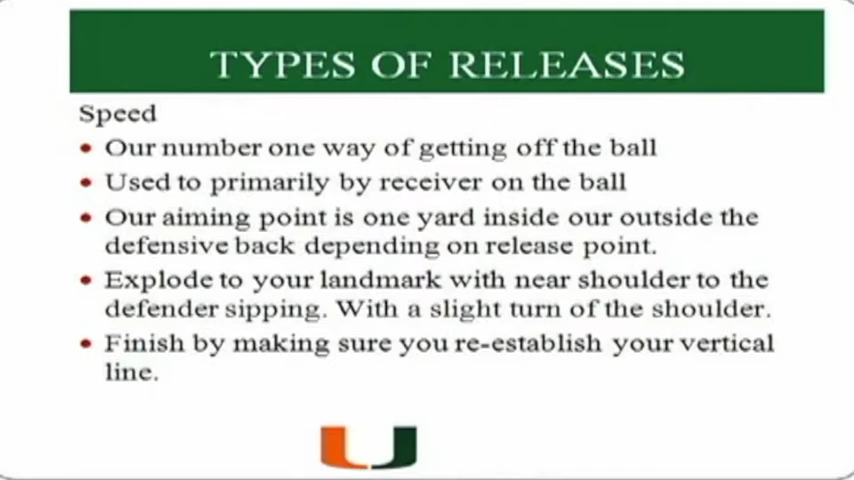 TYPES OF RELEASES
Speed
• Our number one way of getting off the ball
• Used to primarily by receiver on the ball
• Our aiming point is one yard inside our outside the
defensive back depending on release point.
• Explode to your landmark with near shoulder to the
defender sipping. With a slight turn of the shoulder.
• Finish by making sure you re-establish your vertical
line.
U